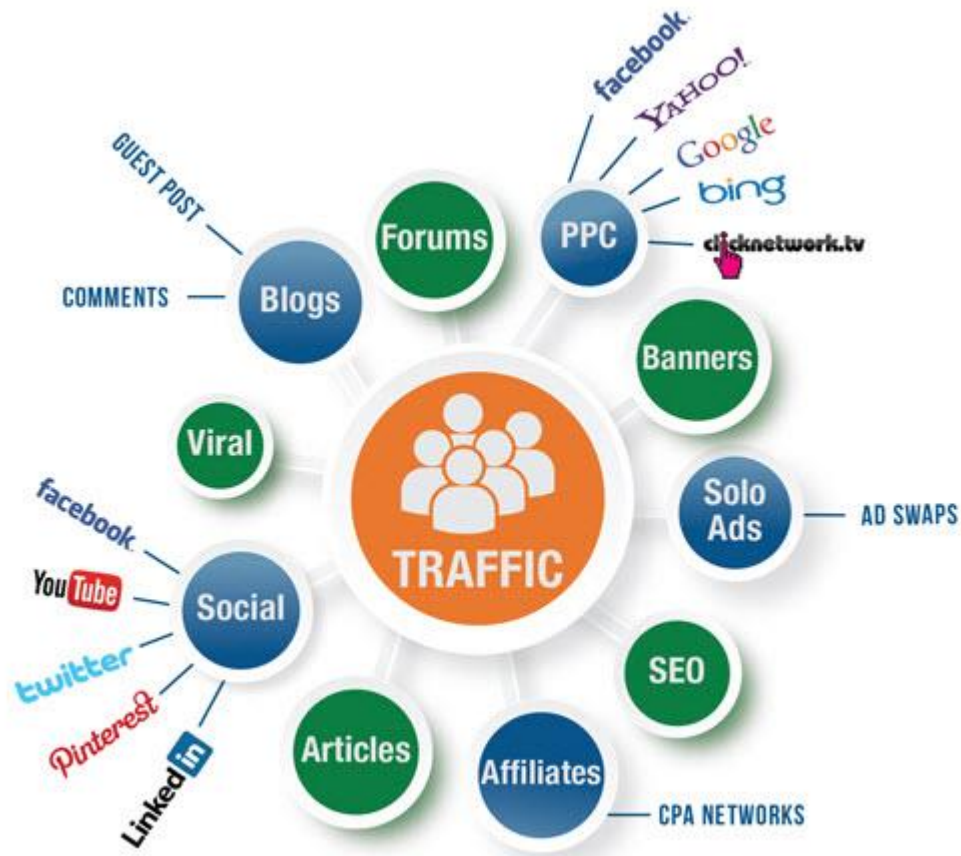 facebook.
YAHOO!
Google
bing
clicknetwork.tv
PPC
GUEST POST
COMMENTS
Blogs
Forums
Banners
Viral
Solo
Ads
AD SWAPS
TRAFFIC
facebook.
YouTube
twitter
Pinterest
Linkedin
Social
SEO
Articles
Affiliates
CPA NETWORKS